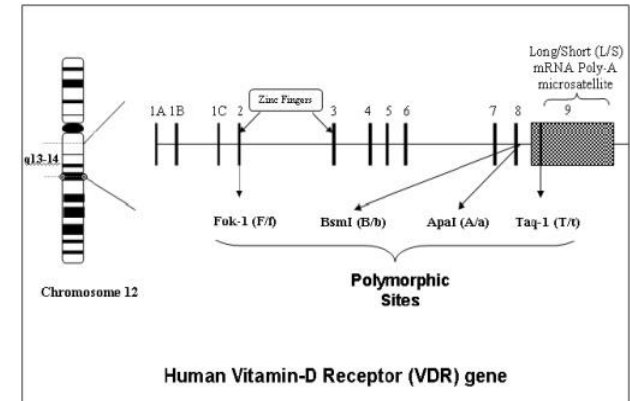 Long/Short (L/S)
mRNA Poly-A
microsatellite
Zinc Fingers
1A 1B 1C 2 3 4 5 6 7 8 9
q13-14
Fok-1 (F/f) BsmI (B/b) ApaI (A/a) Taq-1 (T/t)
Polymorphic
Sites
Chromosome 12
Human Vitamin-D Receptor (VDR) gene